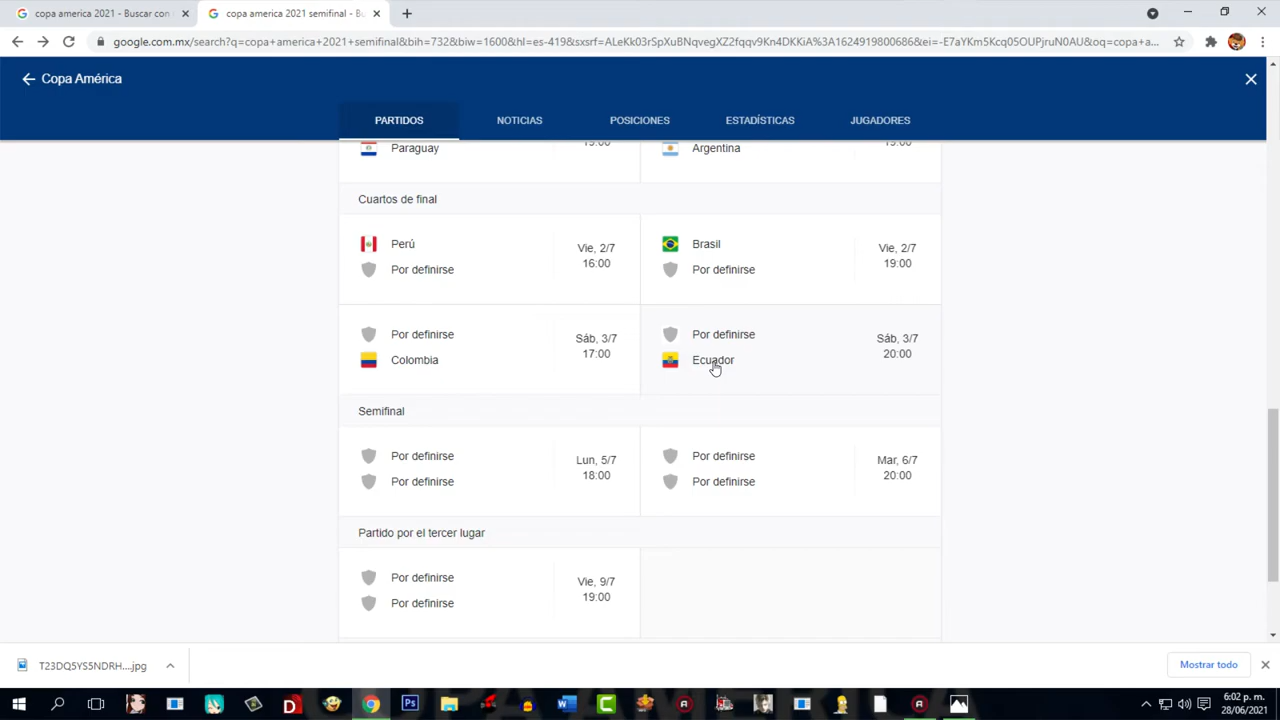 copa america 2021 - Buscar con
copa america 2021 semifinal - B
google.com.mx/search?q=copa+america+2021+semifinal&bih=732&biw=1600&hl=es-419&sxsrf=ALeKk03rSpXuBNqvegXZ2fqqv9Kn4DKKiA%3A1624919800686&ei=-E7aYKm5Kcq05OUPjruN0AU&oq=copa+a...
Copa América
PARTIDOS NOTICIAS POSICIONES ESTADÍSTICAS JUGADORES
Paraguay 19:00 Argentina 19:00
Cuartos de final
Perú Vie, 2/7 Brasil Vie, 2/7
Por definirse 16:00 Por definirse 19:00
Por definirse Sáb, 3/7 Por definirse Sáb, 3/7
Colombia 17:00 Ecuador 20:00
Semifinal
Por definirse Lun, 5/7 Por definirse Mar, 6/7
Por definirse 18:00 Por definirse 20:00
Partido por el tercer lugar
Por definirse Vie, 9/7
Por definirse 19:00
T23DQ5YS5NDRH....jpg Mostrar todo
6:02 p. m.
28/06/2021